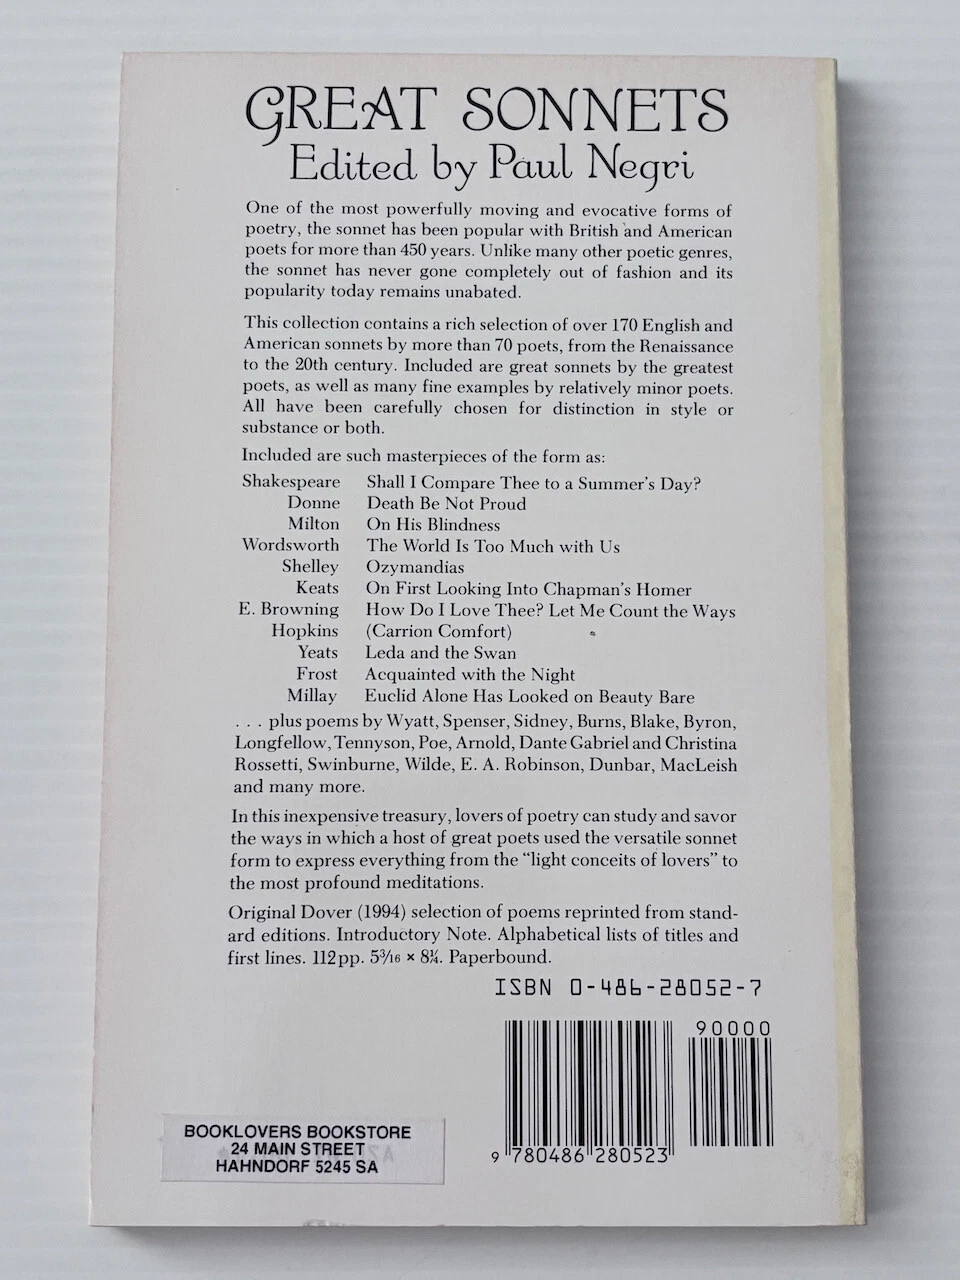 GREAT SONNETS
Edited by Paul Negri
One of the most powerfully moving and evocative forms of
poetry, the sonnet has been popular with British and American
poets for more than 450 years. Unlike many other poetic genres,
the sonnet has never gone completely out of fashion and its
popularity today remains unabated.
This collection contains a rich selection of over 170 English and
American sonnets by more than 70 poets, from the Renaissance
to the 20th century. Included are great sonnets by the greatest
poets, as well as many fine examples by relatively minor poets.
All have been carefully chosen for distinction in style or
substance or both.
Included are such masterpieces of the form as:
Shakespeare Shall I Compare Thee to a Summer's Day?
Donne Death Be Not Proud
Milton On His Blindness
Wordsworth The World Is Too Much with Us
Shelley Ozymandias
Keats On First Looking Into Chapman's Homer
E. Browning How Do I Love Thee? Let Me Count the Ways
Hopkins (Carrion Comfort)
Yeats Leda and the Swan
Frost Acquainted with the Night
Millay Euclid Alone Has Looked on Beauty Bare
. . . plus poems by Wyatt, Spenser, Sidney, Burns, Blake, Byron,
Longfellow, Tennyson, Poe, Arnold, Dante Gabriel and Christina
Rossetti, Swinburne, Wilde, E. A. Robinson, Dunbar, MacLeish
and many more.
In this inexpensive treasury, lovers of poetry can study and savor
the ways in which a host of great poets used the versatile sonnet
form to express everything from the "light conceits of lovers" to
the most profound meditations.
Original Dover (1994) selection of poems reprinted from stand-
ard editions. Introductory Note. Alphabetical lists of titles and
first lines. 112pp. 5 3/16 × 8 1/4. Paperbound.
ISBN 0-486-28052-7
90000
9 780486 280523
BOOKLOVERS BOOKSTORE
24 MAIN STREET
HAHNDORF 5245 SA